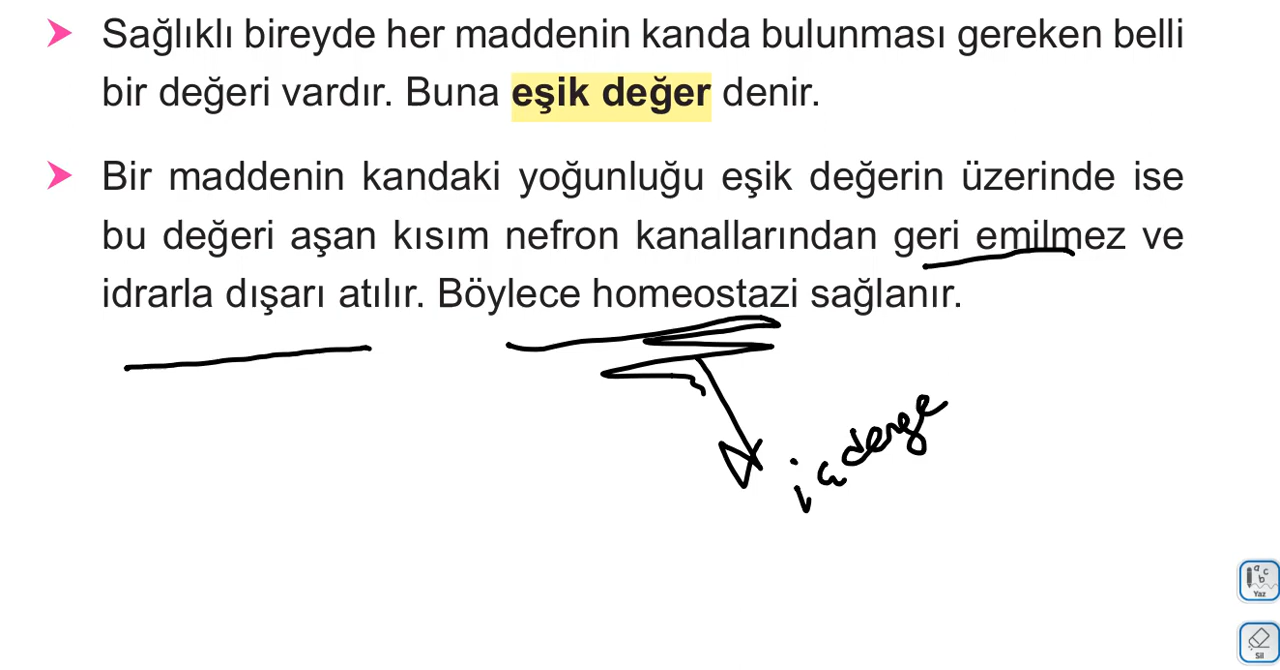 Sağlıklı bireyde her maddenin kanda bulunması gereken belli
bir değeri vardır. Buna eşik değer denir.
Bir maddenin kandaki yoğunluğu eşik değerin üzerinde ise
bu değeri aşan kısım nefron kanallarından geri emilmez ve
idrarla dışarı atılır. Böylece homeostazi sağlanır.
iç denge
a c
b
Yaz
Sil